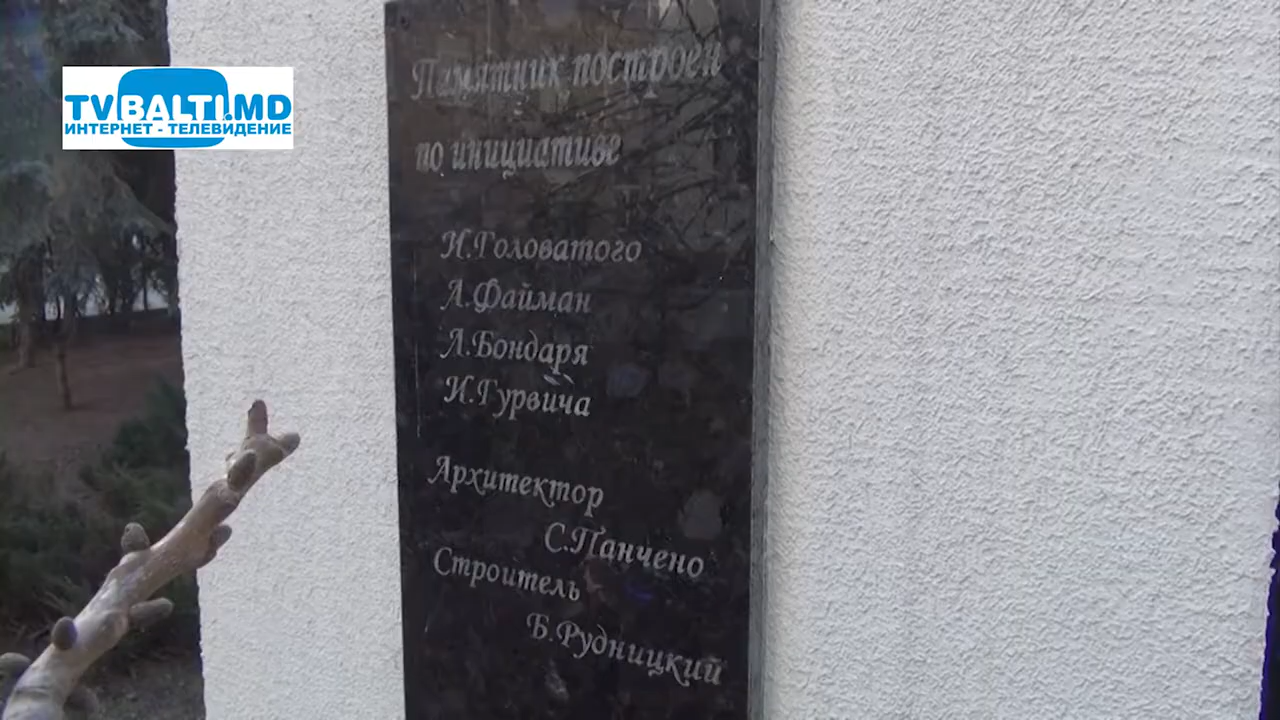 TVBALTI.MD
ИНТЕРНЕТ - ТЕЛЕВИДЕНИЕ
Памятник построен
по инициативе
И.Головатого
А.Файман
Л.Бондаря
И.Гурвича
Архитектор
С.Панчено
Строитель
Б.Рудницкий